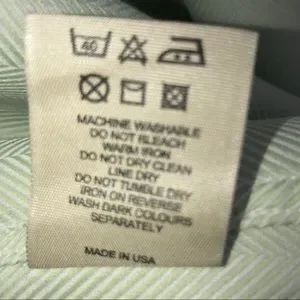 40
MACHINE WASHABLE
DO NOT BLEACH
WARM IRON
DO NOT DRY CLEAN
LINE DRY
DO NOT TUMBLE DRY
IRON ON REVERSE
WASH DARK COLOURS
SEPARATELY
MADE IN USA